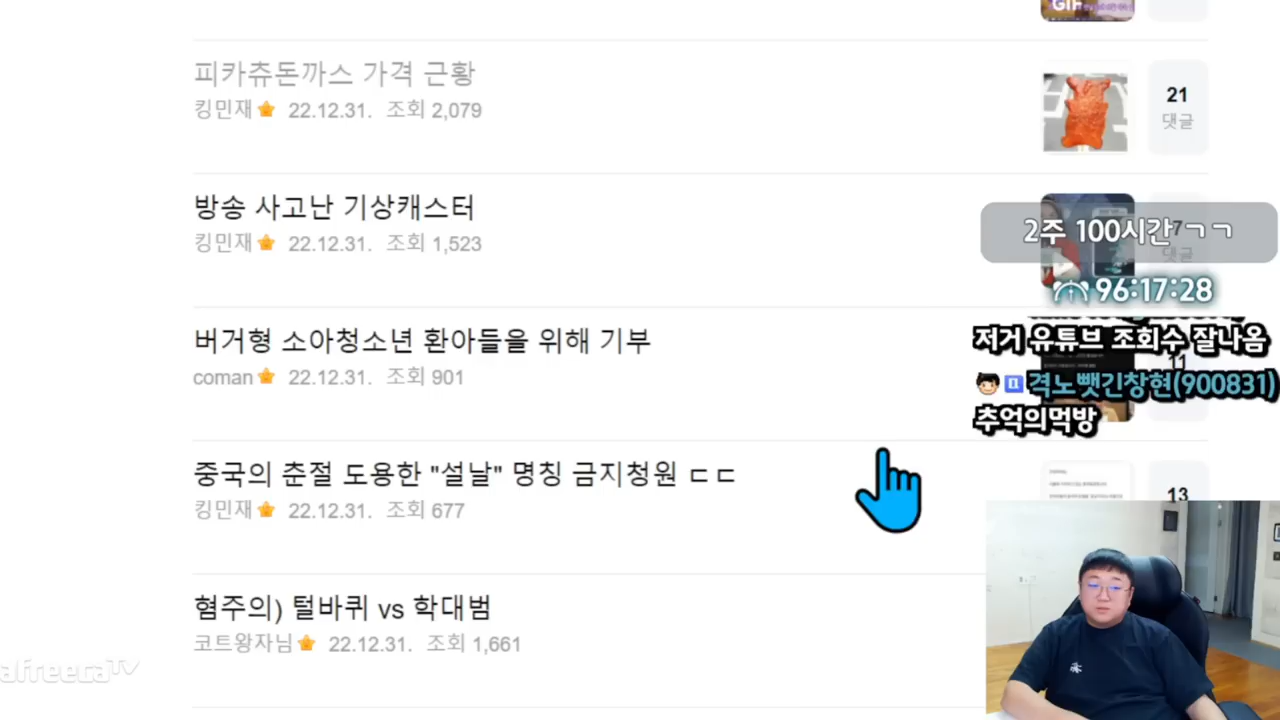 GIF
피카츄돈까스 가격 근황
킹민재 22.12.31. 조회 2,079
21
댓글
방송 사고난 기상캐스터
킹민재 22.12.31. 조회 1,523
7
댓글
2주 100시간 ㄱㄱ
96:17:28
버거형 소아청소년 환아들을 위해 기부
coman 22.12.31. 조회 901
11
저거 유튜브 조회수 잘나옴
격노뺏긴창현(900831)
추억의먹방
중국의 춘절 도용한 "설날" 명칭 금지청원 ㄷㄷ
킹민재 22.12.31. 조회 677
13
혐주의) 털바퀴 vs 학대범
코트왕자님 22.12.31. 조회 1,661
afreecaTV